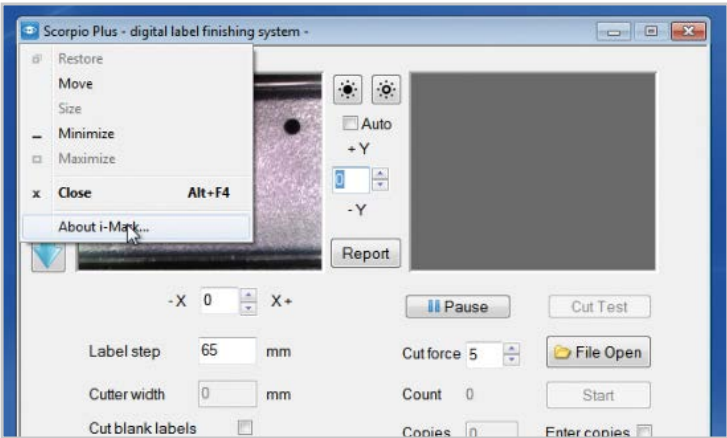 Scorpio Plus - digital label finishing system -
Restore
Move
Size
Minimize
Maximize
x Close Alt+F4
About i-Mark...
Auto
+ Y
0
- Y
Report
- X 0 X +
Pause Cut Test
Label step 65 mm
Cut force 5 File Open
Cutter width 0 mm
Count 0 Start
Cut blank labels
Copies 0 Enter copies